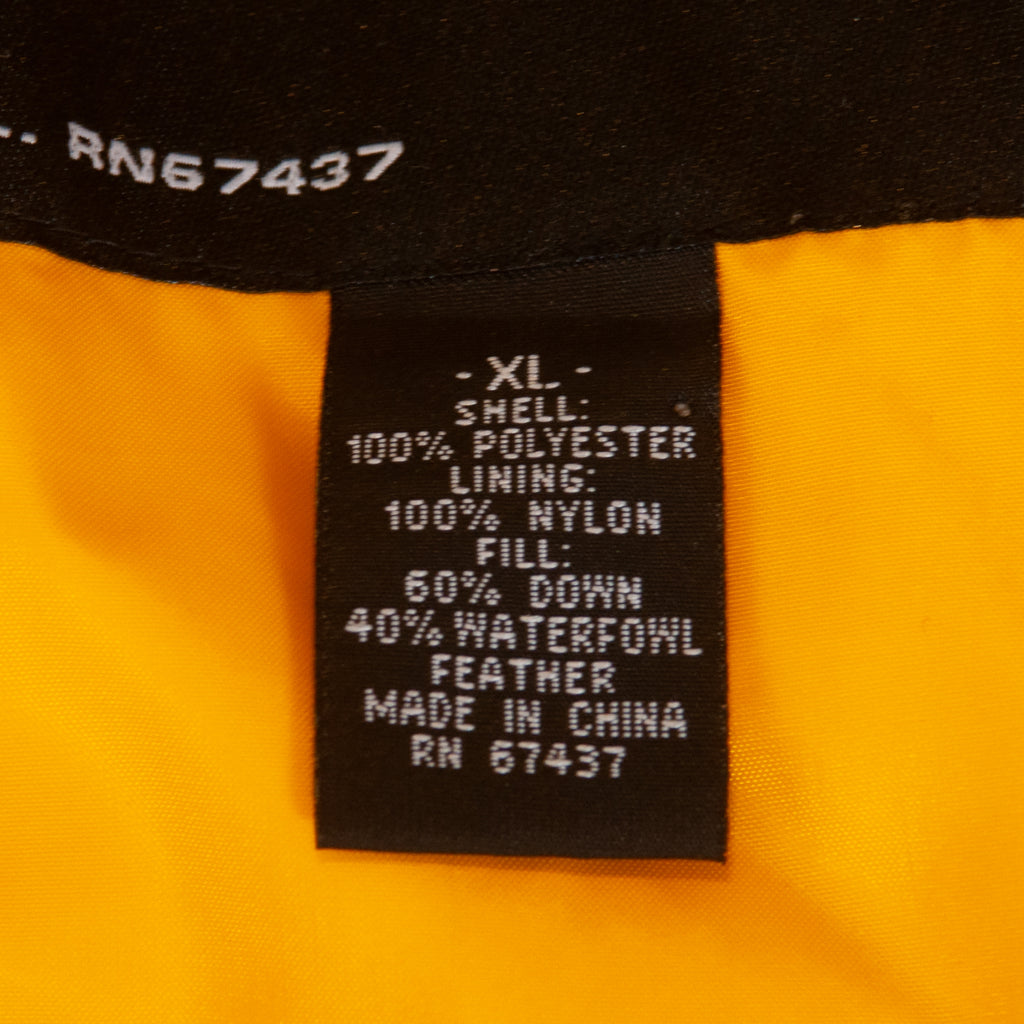 -- RN67437
- XL -
SHELL:
100% POLYESTER
LINING:
100% NYLON
FILL:
60% DOWN
40% WATERFOWL
FEATHER
MADE IN CHINA
RN 67437